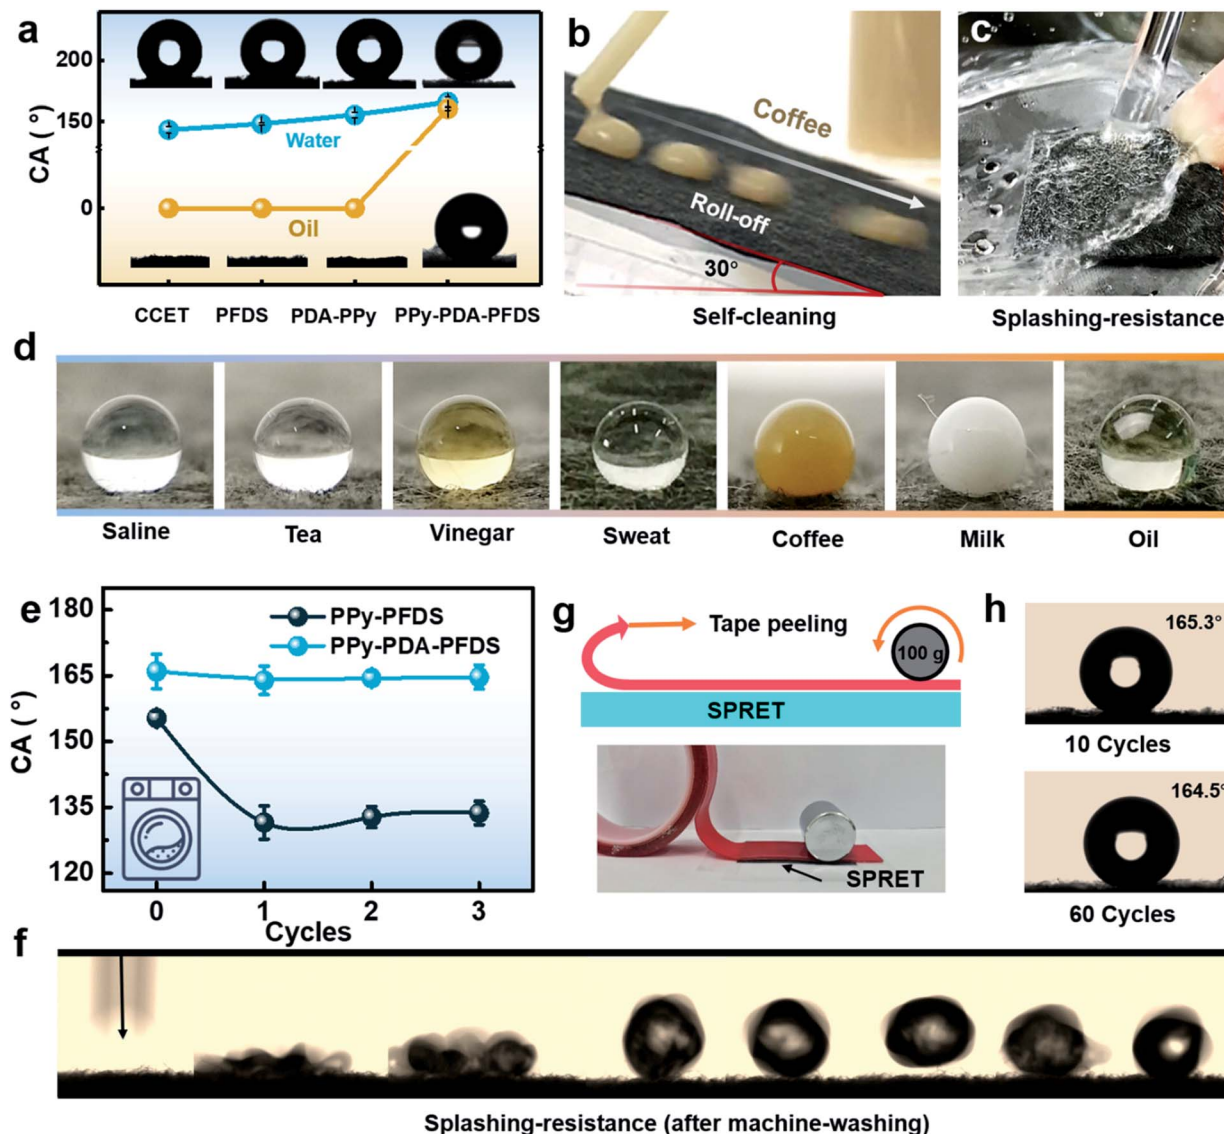 a
200
150
0
CA ( ° )
Water
Oil
CCET PFDS PDA-PPy PPy-PDA-PFDS
b
Coffee
Roll-off
30°
Self-cleaning
c
Splashing-resistance
d
Saline Tea Vinegar Sweat Coffee Milk Oil
e
180
165
150
135
120
CA ( ° )
PPy-PFDS
PPy-PDA-PFDS
0 1 2 3
Cycles
g
Tape peeling
100 g
SPRET
SPRET
h
165.3°
10 Cycles
164.5°
60 Cycles
f
Splashing-resistance (after machine-washing)